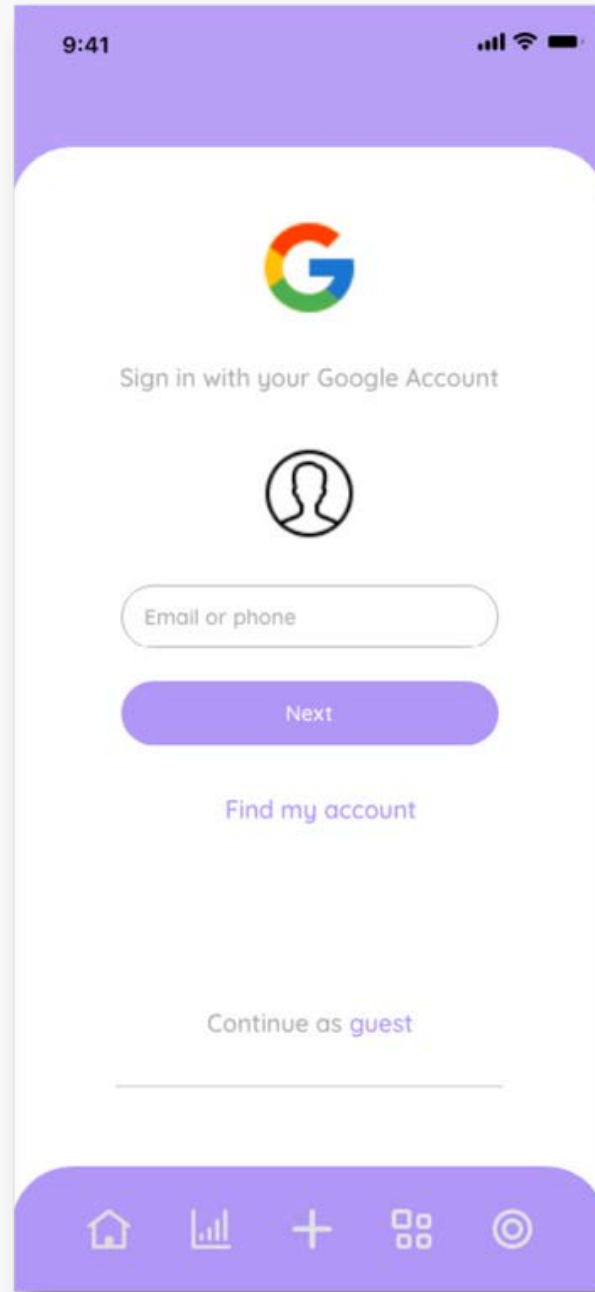 9:41
Sign in with your Google Account
Email or phone
Next
Find my account
Continue as guest